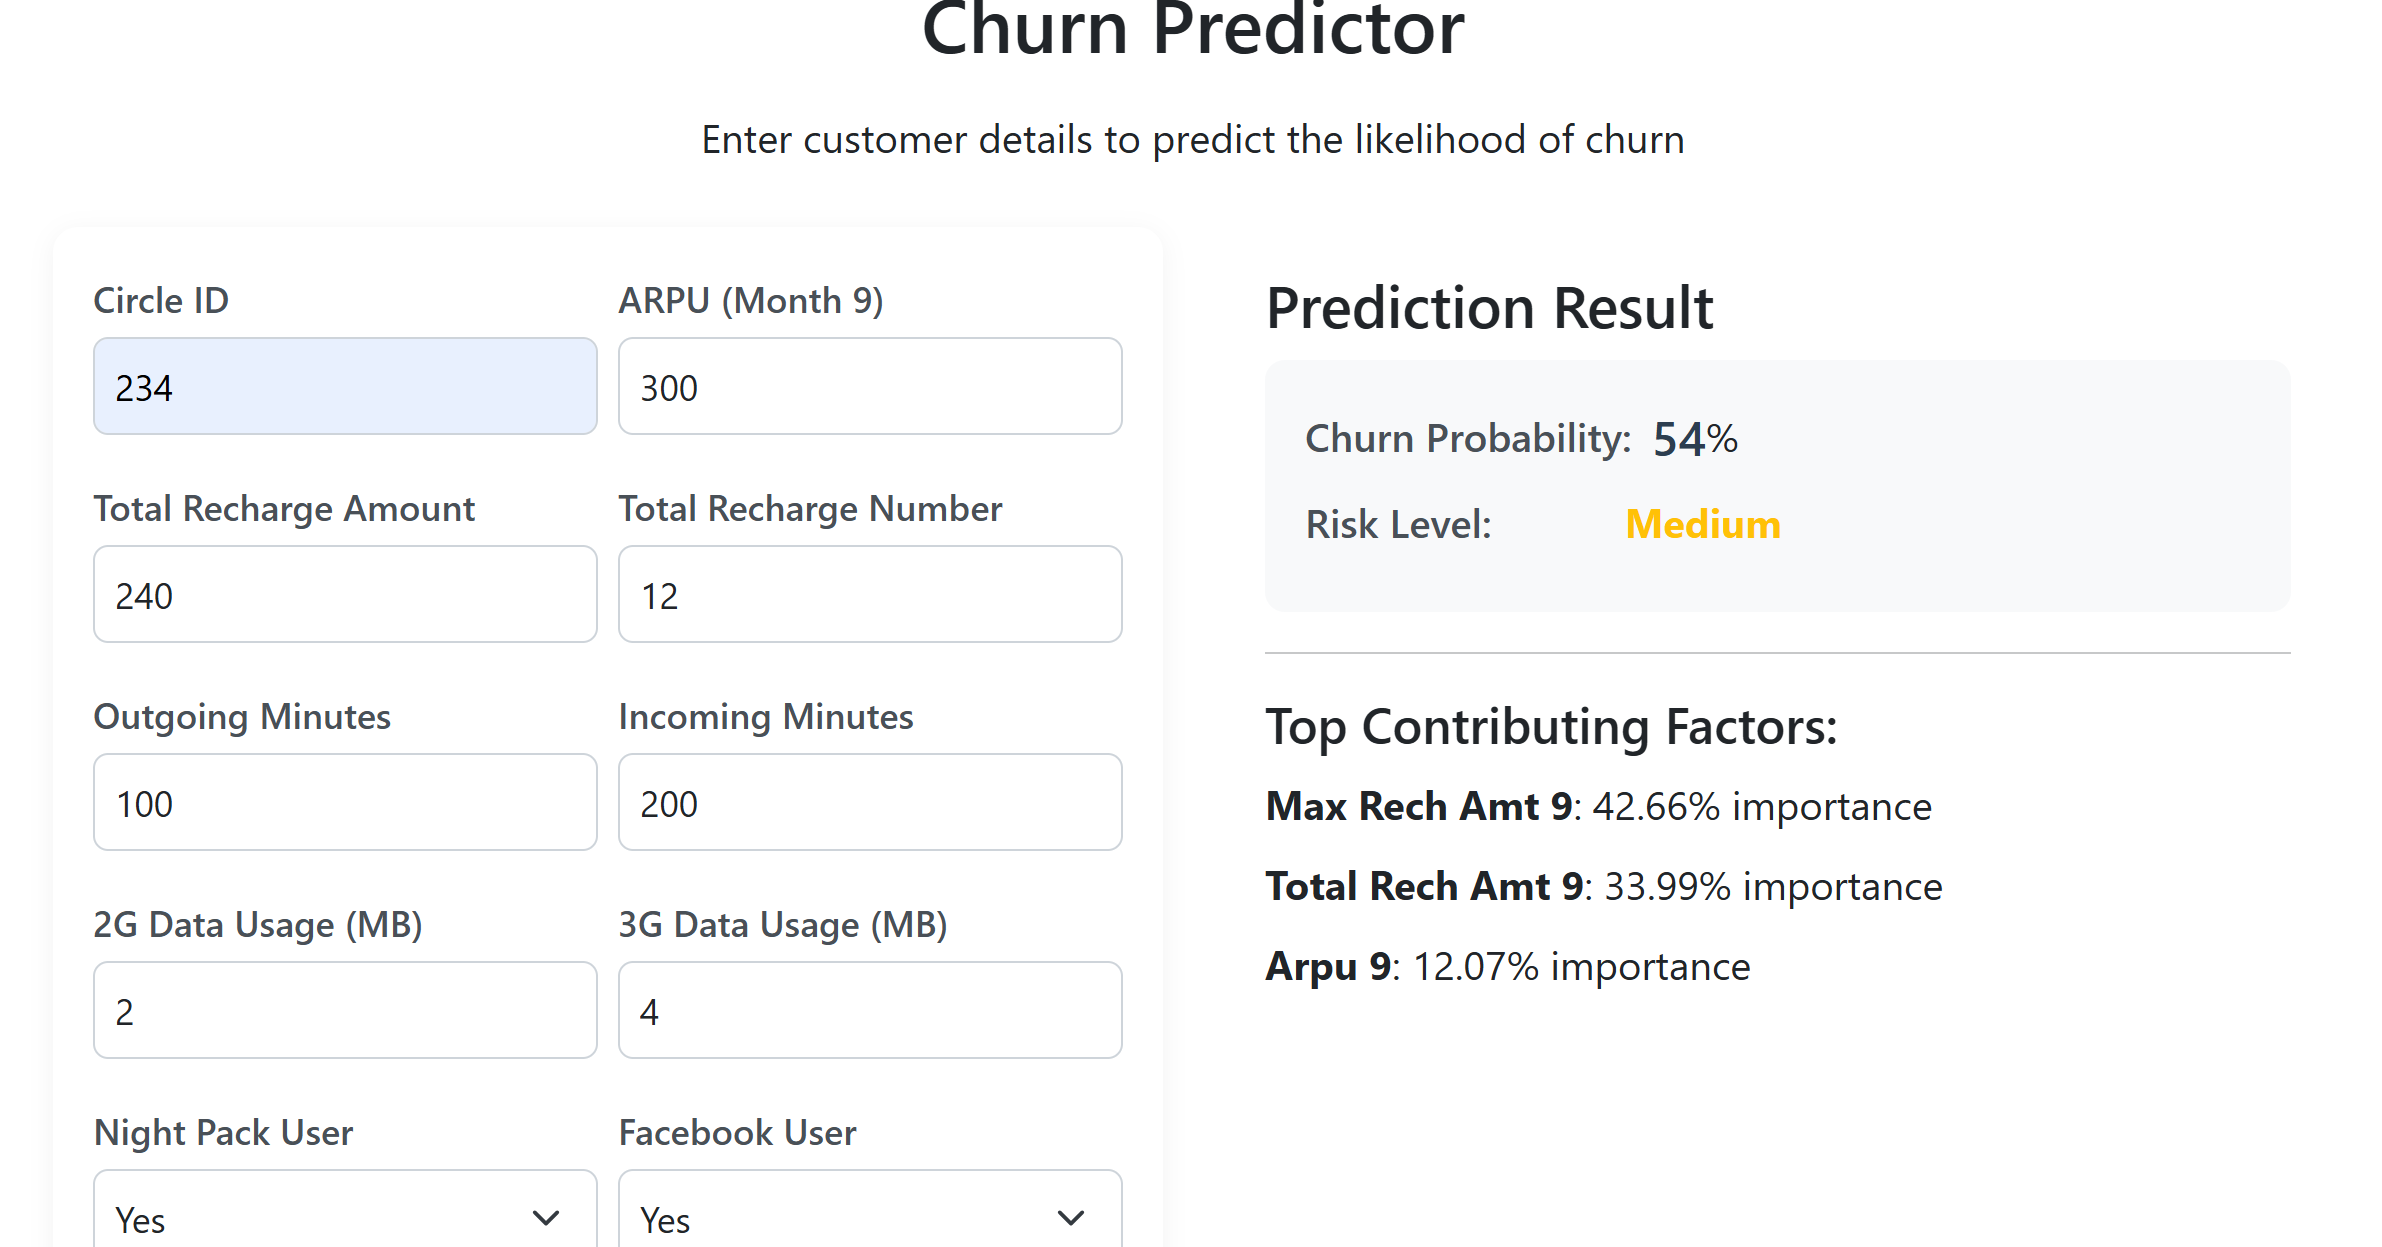 Churn Predictor
Enter customer details to predict the likelihood of churn
Circle ID
234
ARPU (Month 9)
300
Total Recharge Amount
240
Total Recharge Number
12
Outgoing Minutes
100
Incoming Minutes
200
2G Data Usage (MB)
2
3G Data Usage (MB)
4
Night Pack User
Yes
Facebook User
Yes
Prediction Result
Churn Probability: 54%
Risk Level: Medium
Top Contributing Factors:
Max Rech Amt 9: 42.66% importance
Total Rech Amt 9: 33.99% importance
Arpu 9: 12.07% importance